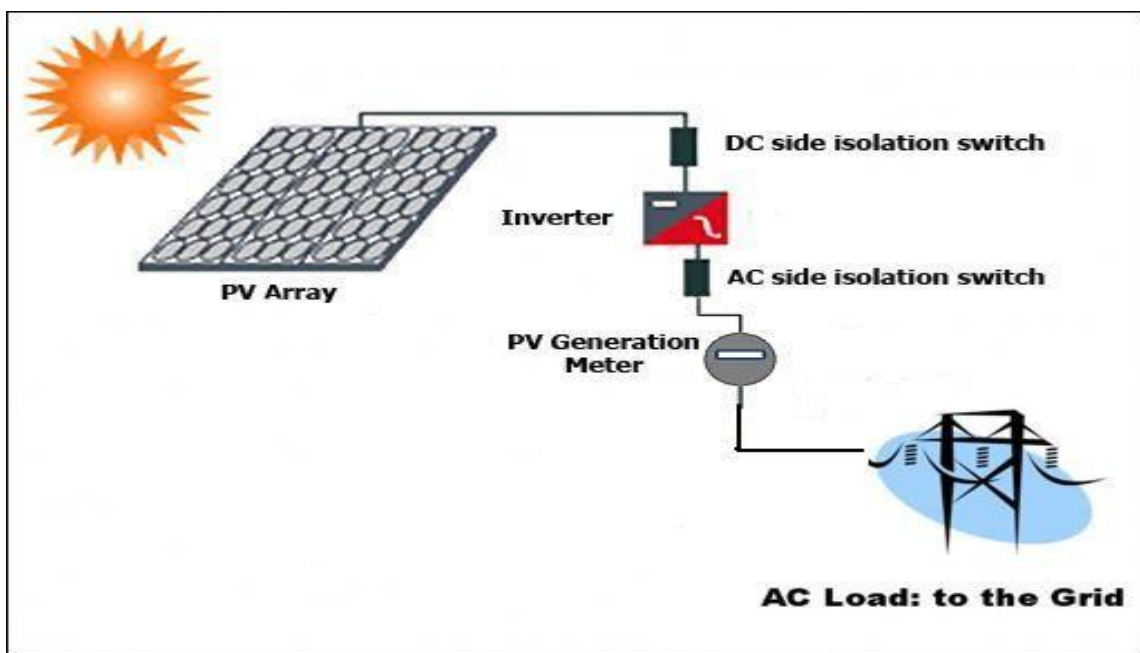 DC side isolation switch
Inverter
AC side isolation switch
PV Array
PV Generation
Meter
AC Load: to the Grid